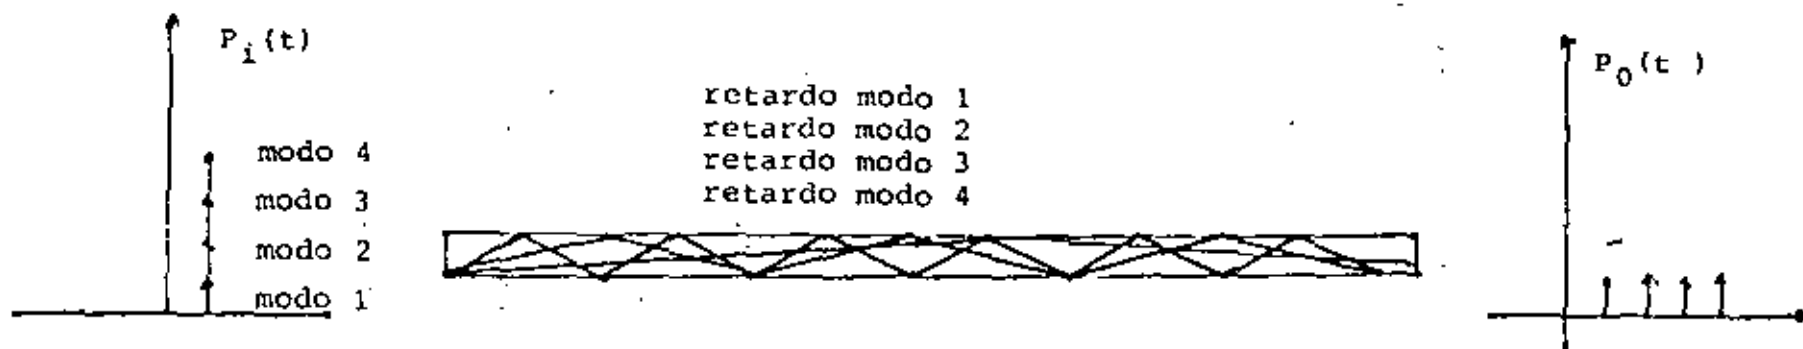 P_i(t)
modo 4
modo 3
modo 2
modo 1
retardo modo 1
retardo modo 2
retardo modo 3
retardo modo 4
P_0(t )